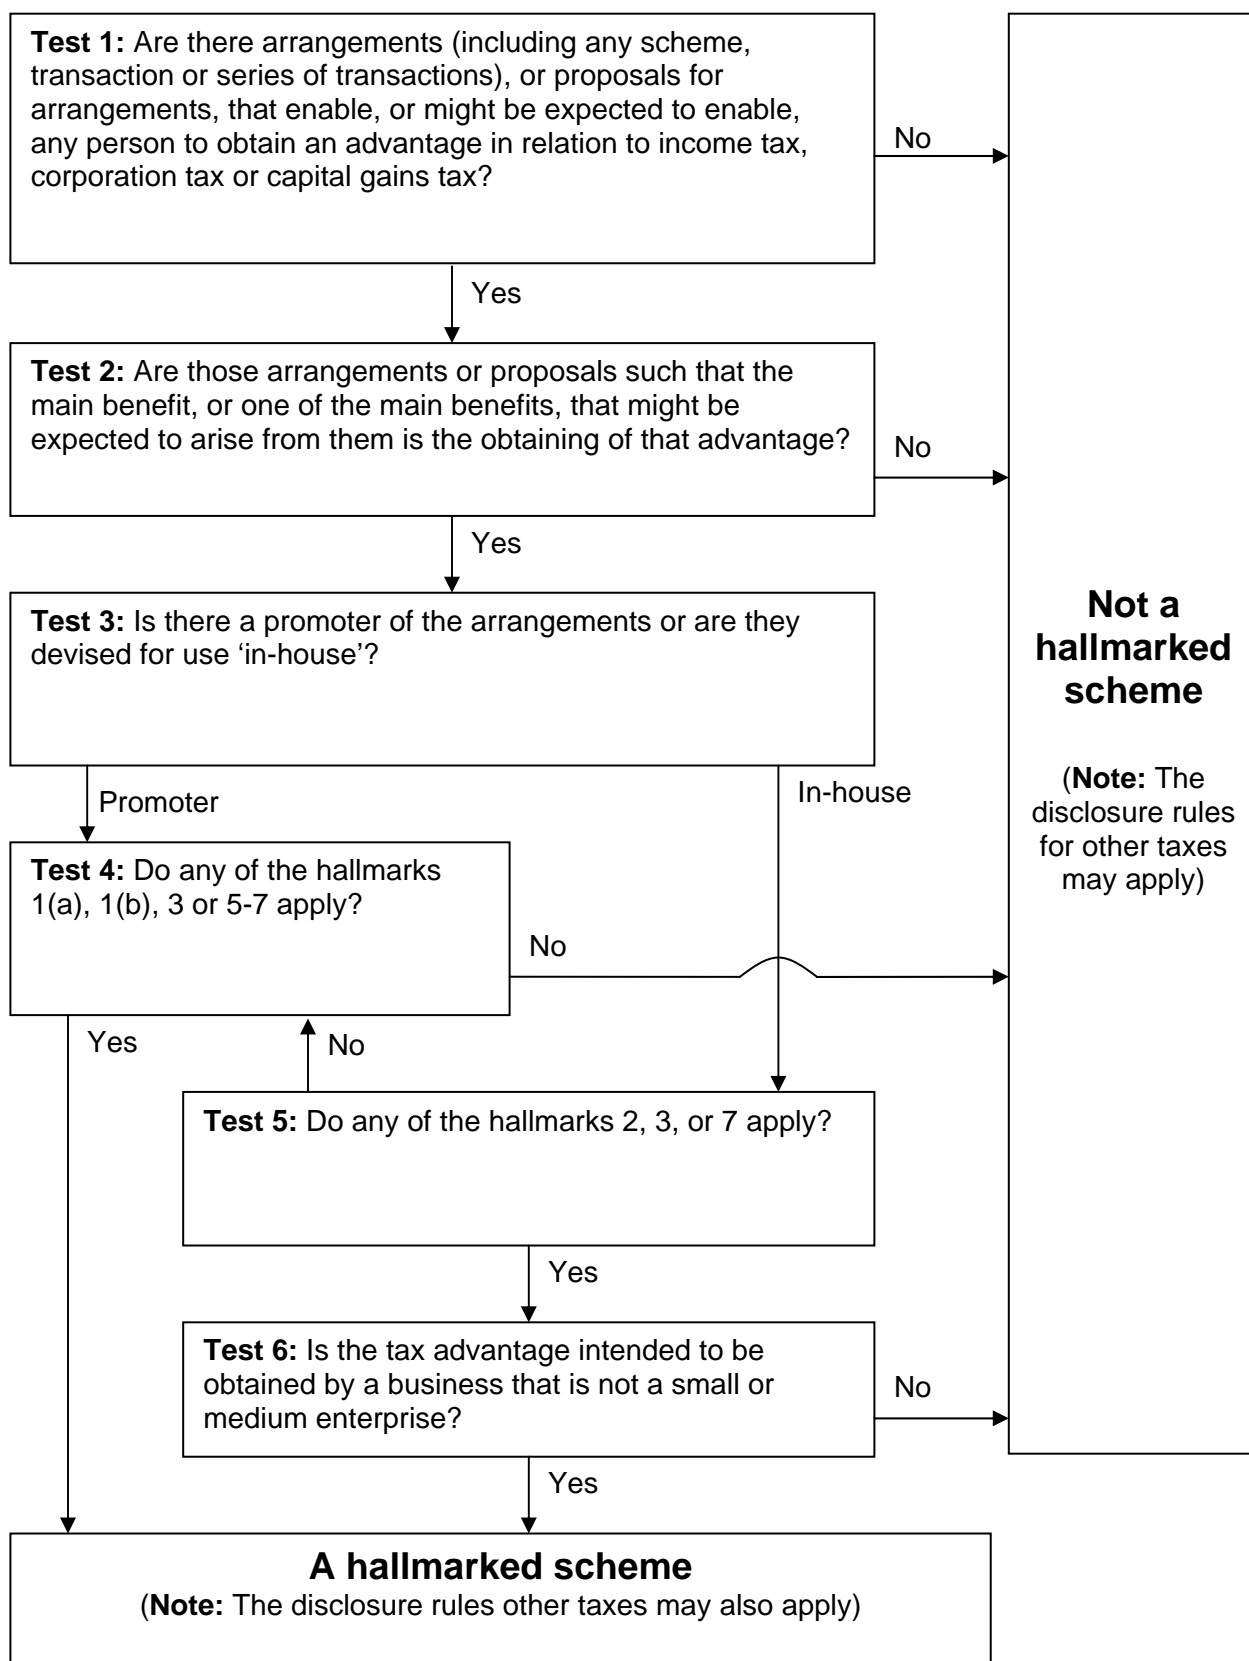 Test 1: Are there arrangements (including any scheme,
transaction or series of transactions), or proposals for
arrangements, that enable, or might be expected to enable,
any person to obtain an advantage in relation to income tax,
corporation tax or capital gains tax?
No
Yes
Test 2: Are those arrangements or proposals such that the
main benefit, or one of the main benefits, that might be
expected to arise from them is the obtaining of that advantage?
No
Yes
Test 3: Is there a promoter of the arrangements or are they
devised for use ‘in-house’?
Promoter
In-house
Test 4: Do any of the hallmarks
1(a), 1(b), 3 or 5-7 apply?
No
Yes
No
Test 5: Do any of the hallmarks 2, 3, or 7 apply?
Yes
Test 6: Is the tax advantage intended to be
obtained by a business that is not a small or
medium enterprise?
No
Yes
Not a
hallmarked
scheme
(Note: The
disclosure rules
for other taxes
may apply)
A hallmarked scheme
(Note: The disclosure rules other taxes may also apply)